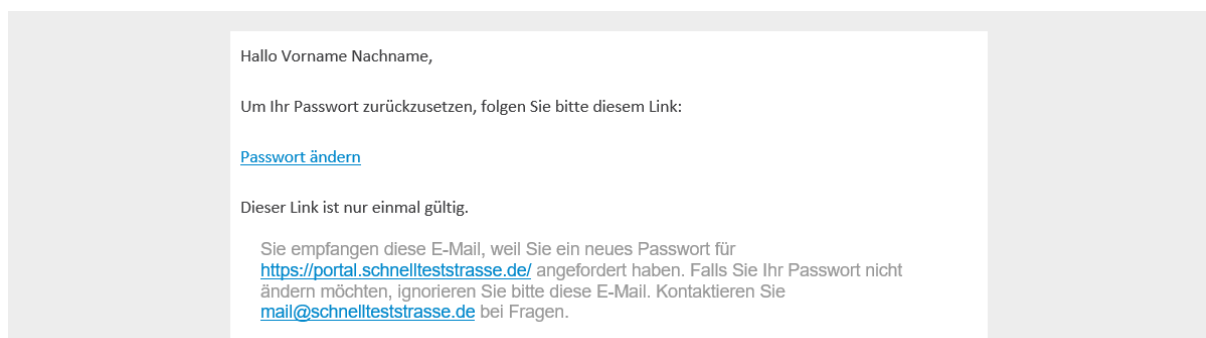 Hallo Vorname Nachname,
Um Ihr Passwort zurückzusetzen, folgen Sie bitte diesem Link:
Passwort ändern
Dieser Link ist nur einmal gültig.
Sie empfangen diese E-Mail, weil Sie ein neues Passwort für
https://portal.schnellteststrasse.de/ angefordert haben. Falls Sie Ihr Passwort nicht
ändern möchten, ignorieren Sie bitte diese E-Mail. Kontaktieren Sie
mail@schnellteststrasse.de bei Fragen.